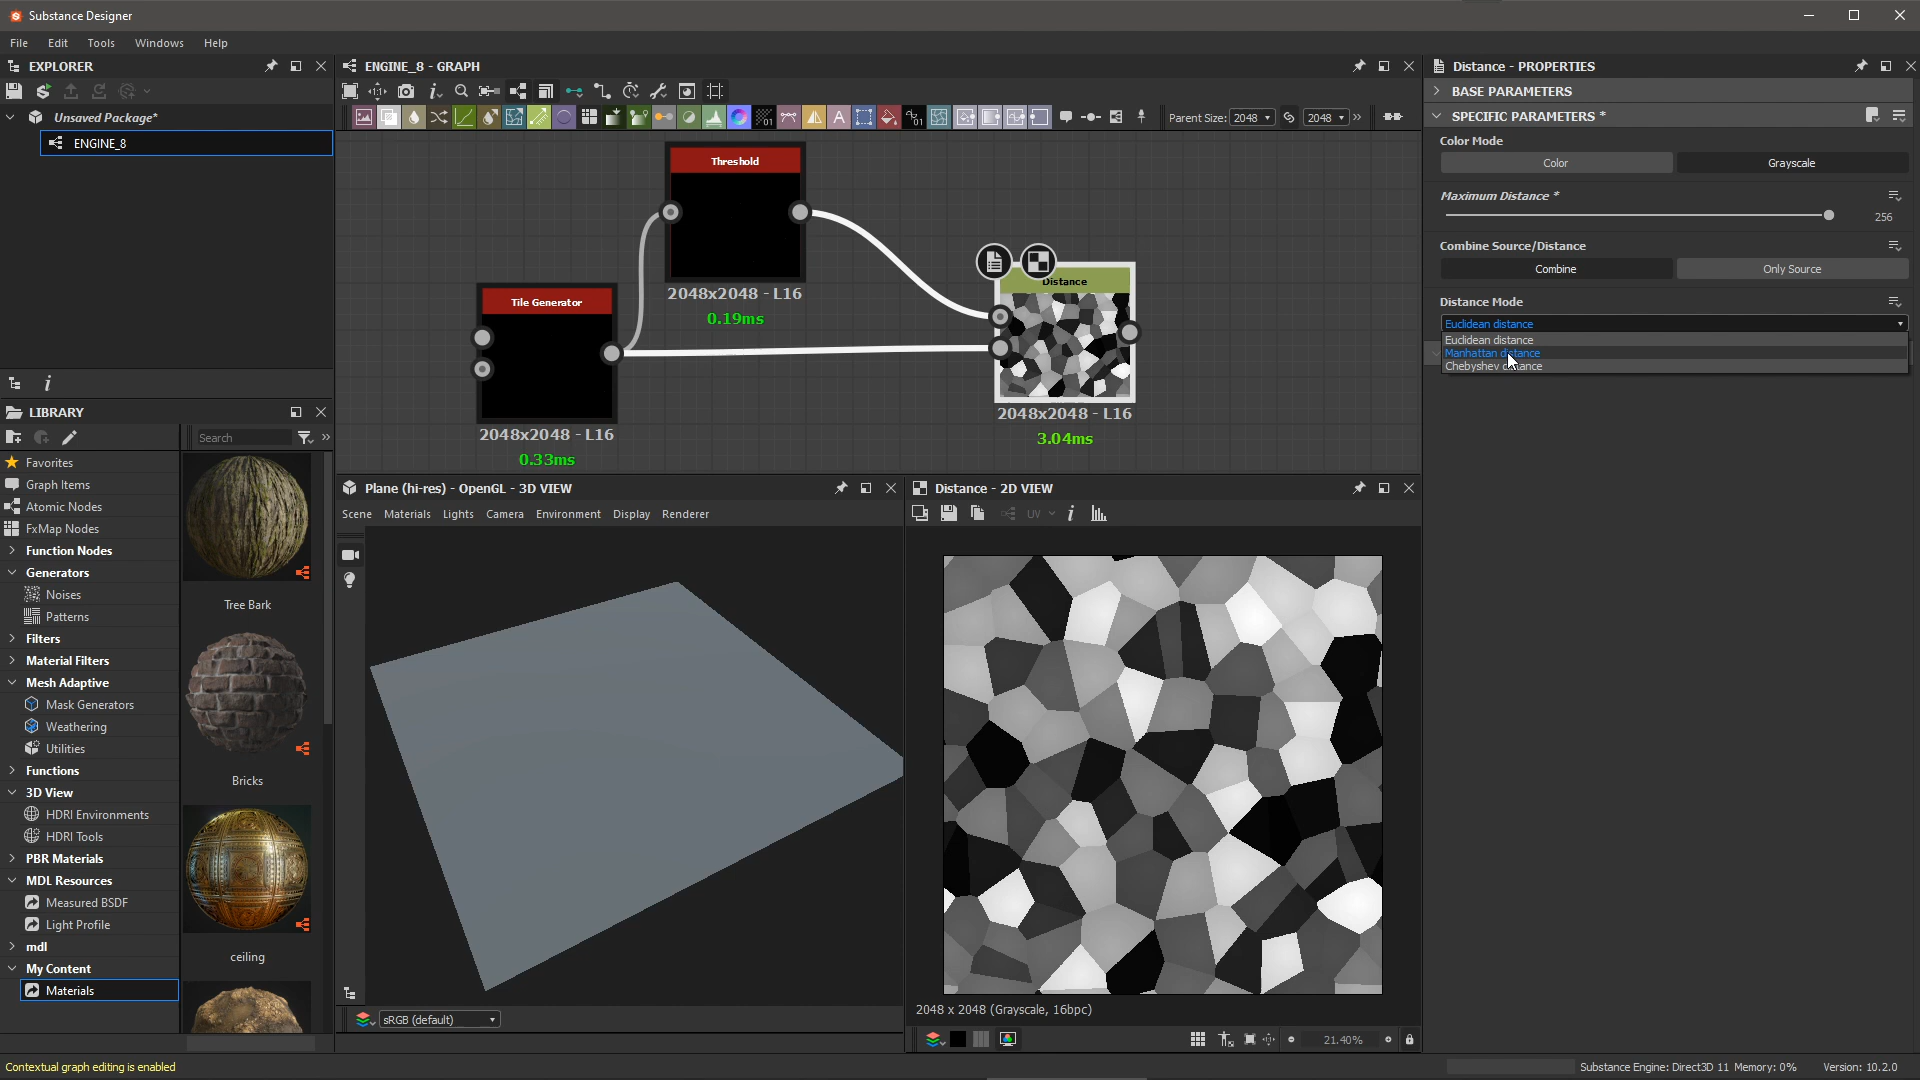 Substance Designer
File Edit Tools Windows Help
EXPLORER
Unsaved Package*
ENGINE_8
LIBRARY
Search
Favorites
Graph Items
Atomic Nodes
FxMap Nodes
Function Nodes
Generators
Noises
Patterns
Filters
Material Filters
Mesh Adaptive
Mask Generators
Weathering
Utilities
Functions
3D View
HDRI Environments
HDRI Tools
PBR Materials
MDL Resources
Measured BSDF
Light Profile
mdl
My Content
Materials
Tree Bark
Bricks
ceiling
ENGINE_8 - GRAPH
Parent Size: 2048 2048
Threshold
2048x2048 - L16
0.19ms
Tile Generator
2048x2048 - L16
0.33ms
Distance
2048x2048 - L16
3.04ms
Plane (hi-res) - OpenGL - 3D VIEW
Scene Materials Lights Camera Environment Display Renderer
sRGB (default)
Distance - 2D VIEW
UV
2048 x 2048 (Grayscale, 16bpc)
21.40%
Distance - PROPERTIES
BASE PARAMETERS
SPECIFIC PARAMETERS *
Color Mode
Color Grayscale
Maximum Distance *
256
Combine Source/Distance
Combine Only Source
Distance Mode
Euclidean distance
Euclidean distance
Manhattan distance
Chebyshev distance
Contextual graph editing is enabled
Substance Engine: Direct3D 11 Memory: 0% Version: 10.2.0